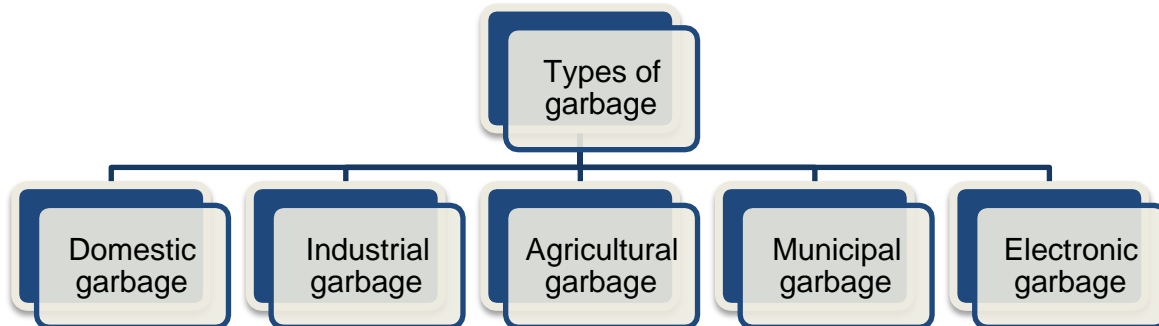 Types of
garbage
Domestic
garbage
Industrial
garbage
Agricultural
garbage
Municipal
garbage
Electronic
garbage